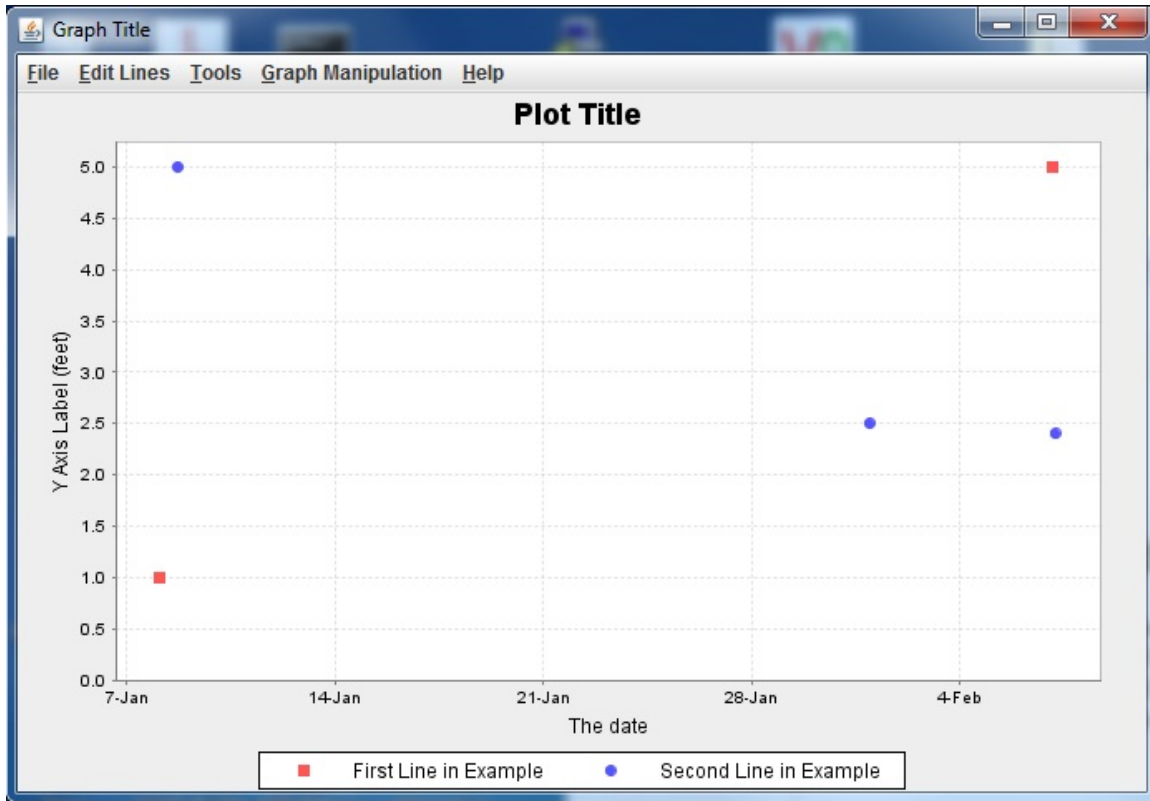 Graph Title
File Edit Lines Tools Graph Manipulation Help
Plot Title
5.0
4.5
4.0
3.5
3.0
2.5
2.0
1.5
1.0
0.5
0.0
Y Axis Label (feet)
7-Jan 14-Jan 21-Jan 28-Jan 4-Feb
The date
First Line in Example Second Line in Example